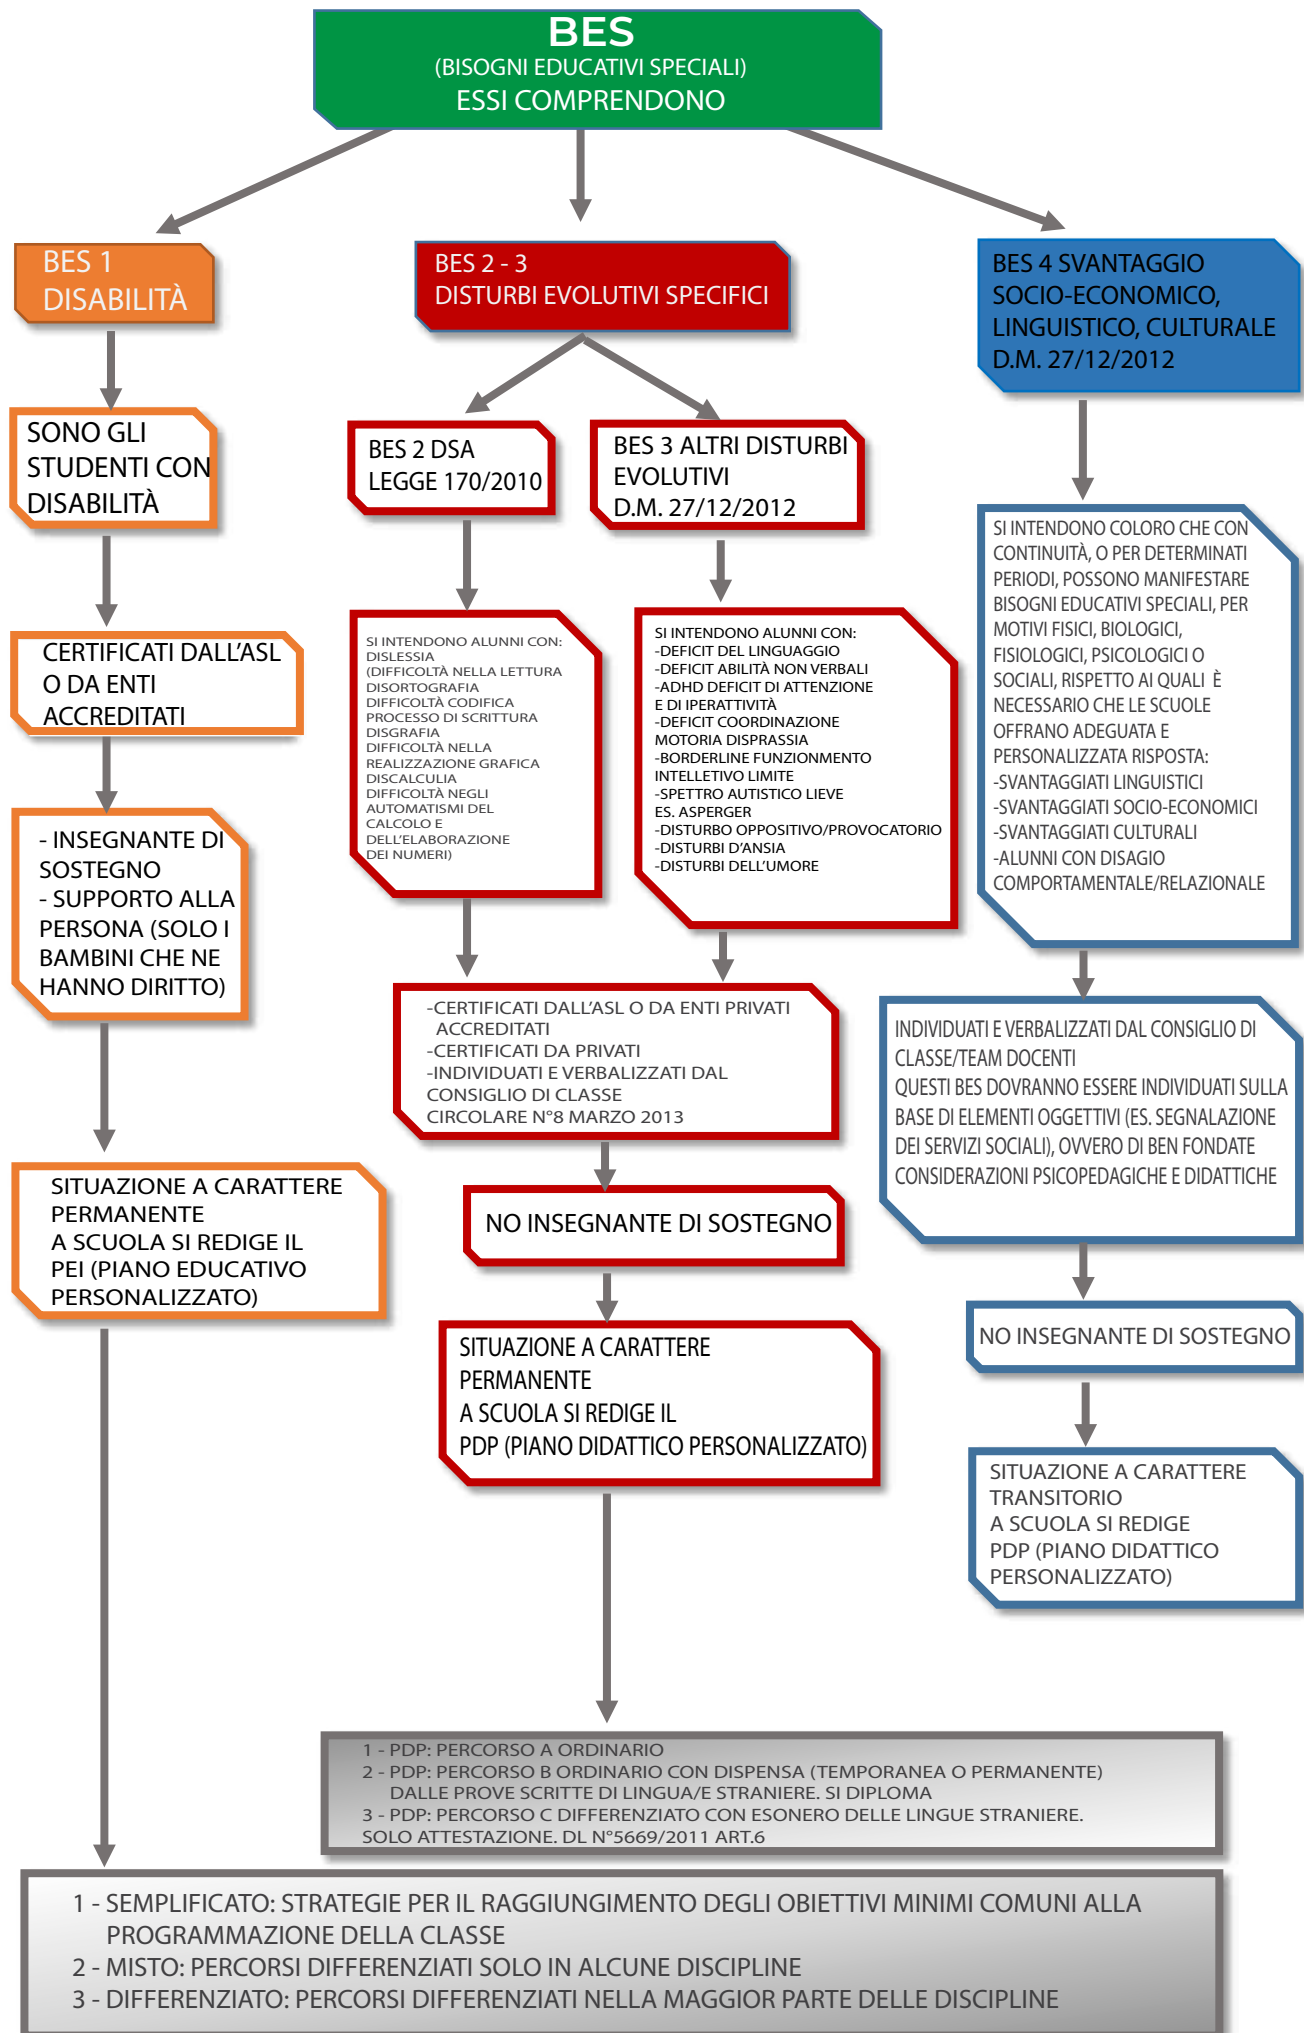 BES
(BISOGNI EDUCATIVI SPECIALI)
ESSI COMPRENDONO
BES 1
DISABILITÀ
SONO GLI
STUDENTI CON
DISABILITÀ
CERTIFICATI DALL'ASL
O DA ENTI
ACCREDITATI
- INSEGNANTE DI
SOSTEGNO
- SUPPORTO ALLA
PERSONA (SOLO I
BAMBINI CHE NE
HANNO DIRITTO)
SITUAZIONE A CARATTERE
PERMANENTE
A SCUOLA SI REDIGE IL
PEI (PIANO EDUCATIVO
PERSONALIZZATO)
BES 2 - 3
DISTURBI EVOLUTIVI SPECIFICI
BES 2 DSA
LEGGE 170/2010
SI INTENDONO ALUNNI CON:
DISLESSIA
(DIFFICOLTÀ NELLA LETTURA
DISORTOGRAFIA
DIFFICOLTÀ CODIFICA
PROCESSO DI SCRITTURA
DISGRAFIA
DIFFICOLTÀ NELLA
REALIZZAZIONE GRAFICA
DISCALCULIA
DIFFICOLTÀ NEGLI
AUTOMATISMI DEL
CALCOLO E
DELL'ELABORAZIONE
DEI NUMERI)
BES 3 ALTRI DISTURBI
EVOLUTIVI
D.M. 27/12/2012
SI INTENDONO ALUNNI CON:
-DEFICIT DEL LINGUAGGIO
-DEFICIT ABILITÀ NON VERBALI
-ADHD DEFICIT DI ATTENZIONE
E DI IPERATTIVITÀ
-DEFICIT COORDINAZIONE
MOTORIA DISPRASSIA
-BORDERLINE FUNZIONMENTO
INTELLETIVO LIMITE
-SPETTRO AUTISTICO LIEVE
ES. ASPERGER
-DISTURBO OPPOSITIVO/PROVOCATORIO
-DISTURBI D'ANSIA
-DISTURBI DELL'UMORE
-CERTIFICATI DALL'ASL O DA ENTI PRIVATI
ACCREDITATI
-CERTIFICATI DA PRIVATI
-INDIVIDUATI E VERBALIZZATI DAL
CONSIGLIO DI CLASSE
CIRCOLARE N°8 MARZO 2013
NO INSEGNANTE DI SOSTEGNO
SITUAZIONE A CARATTERE
PERMANENTE
A SCUOLA SI REDIGE IL
PDP (PIANO DIDATTICO PERSONALIZZATO)
BES 4 SVANTAGGIO
SOCIO-ECONOMICO,
LINGUISTICO, CULTURALE
D.M. 27/12/2012
SI INTENDONO COLORO CHE CON
CONTINUITÀ, O PER DETERMINATI
PERIODI, POSSONO MANIFESTARE
BISOGNI EDUCATIVI SPECIALI, PER
MOTIVI FISICI, BIOLOGICI,
FISIOLOGICI, PSICOLOGICI O
SOCIALI, RISPETTO AI QUALI È
NECESSARIO CHE LE SCUOLE
OFFRANO ADEGUATA E
PERSONALIZZATA RISPOSTA:
-SVANTAGGIATI LINGUISTICI
-SVANTAGGIATI SOCIO-ECONOMICI
-SVANTAGGIATI CULTURALI
-ALUNNI CON DISAGIO
COMPORTAMENTALE/RELAZIONALE
INDIVIDUATI E VERBALIZZATI DAL CONSIGLIO DI
CLASSE/TEAM DOCENTI
QUESTI BES DOVRANNO ESSERE INDIVIDUATI SULLA
BASE DI ELEMENTI OGGETTIVI (ES. SEGNALAZIONE
DEI SERVIZI SOCIALI), OVVERO DI BEN FONDATE
CONSIDERAZIONI PSICOPEDAGICHE E DIDATTICHE
NO INSEGNANTE DI SOSTEGNO
SITUAZIONE A CARATTERE
TRANSITORIO
A SCUOLA SI REDIGE
PDP (PIANO DIDATTICO
PERSONALIZZATO)
1 - PDP: PERCORSO A ORDINARIO
2 - PDP: PERCORSO B ORDINARIO CON DISPENSA (TEMPORANEA O PERMANENTE)
DALLE PROVE SCRITTE DI LINGUA/E STRANIERE. SI DIPLOMA
3 - PDP: PERCORSO C DIFFERENZIATO CON ESONERO DELLE LINGUE STRANIERE.
SOLO ATTESTAZIONE. DL N°5669/2011 ART.6
1 - SEMPLIFICATO: STRATEGIE PER IL RAGGIUNGIMENTO DEGLI OBIETTIVI MINIMI COMUNI ALLA
PROGRAMMAZIONE DELLA CLASSE
2 - MISTO: PERCORSI DIFFERENZIATI SOLO IN ALCUNE DISCIPLINE
3 - DIFFERENZIATO: PERCORSI DIFFERENZIATI NELLA MAGGIOR PARTE DELLE DISCIPLINE